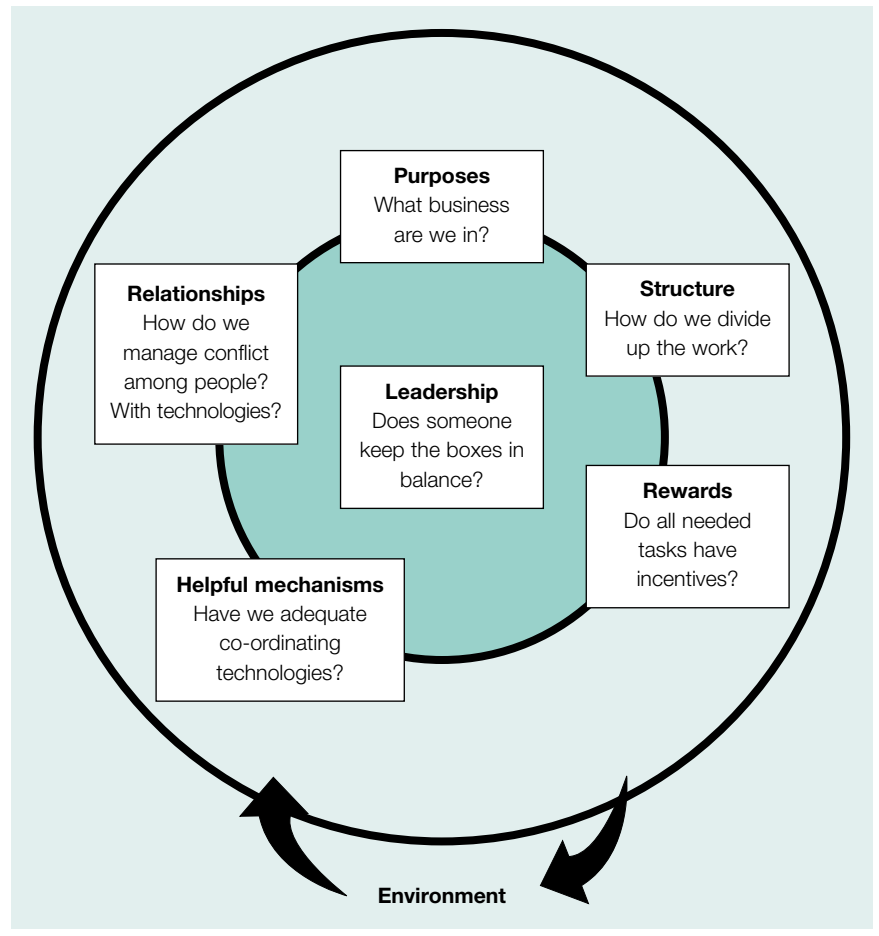 Purposes
What business
are we in?
Relationships
How do we
manage conflict
among people?
With technologies?
Structure
How do we divide
up the work?
Leadership
Does someone
keep the boxes in
balance?
Rewards
Do all needed
tasks have
incentives?
Helpful mechanisms
Have we adequate
co-ordinating
technologies?
Environment